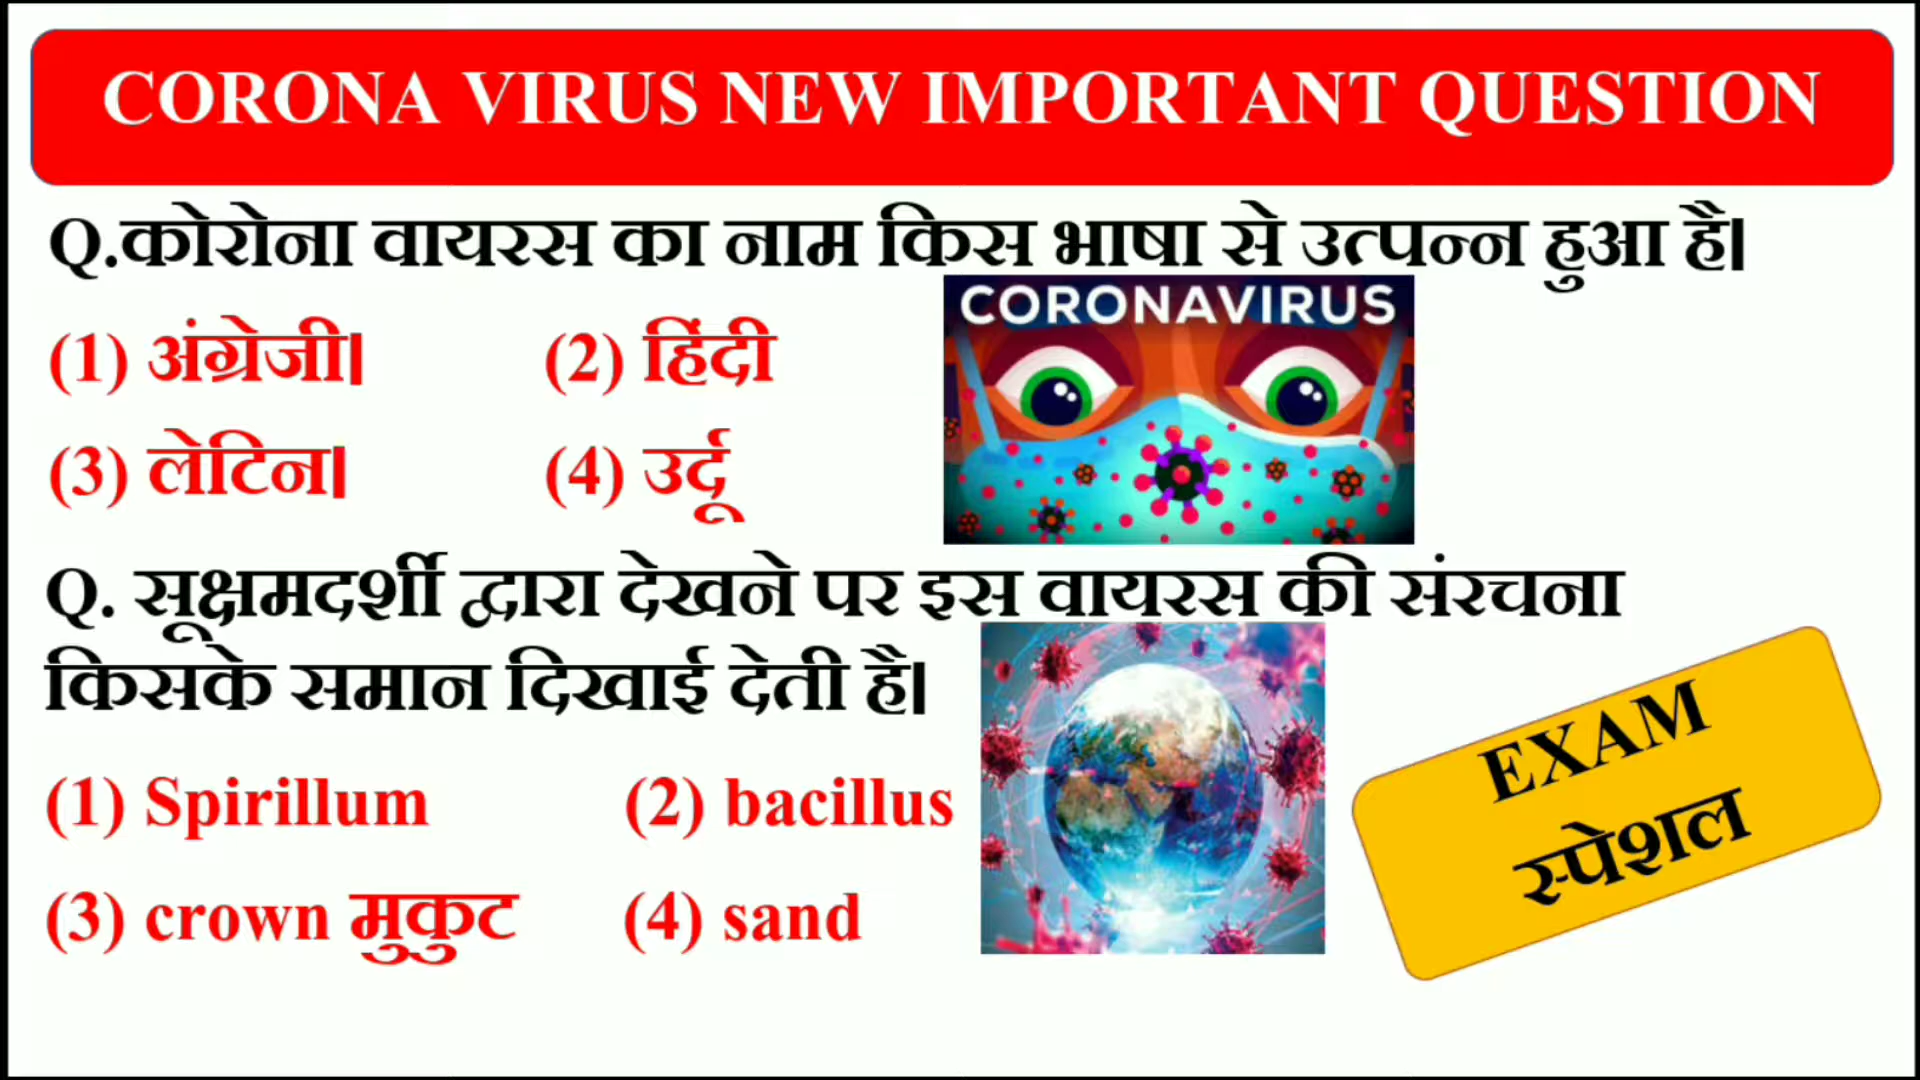 CORONA VIRUS NEW IMPORTANT QUESTION
Q.कोरोना वायरस का नाम किस भाषा से उत्पन्न हुआ है।
(1) अंग्रेजी। (2) हिंदी
CORONAVIRUS
(3) लेटिन। (4) उर्दू
Q. सूक्षमदर्शी द्वारा देखने पर इस वायरस की संरचना
किसके समान दिखाई देती है।
(1) Spirillum (2) bacillus
(3) crown मुकुट (4) sand
EXAM
स्पेशल